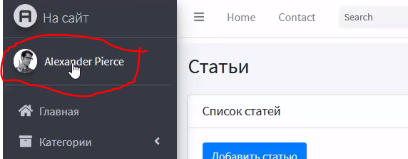 На сайт
Home
Contact
Search
Alexander Pierce
Статьи
Главная
Список статей
Категории
Добавить статью